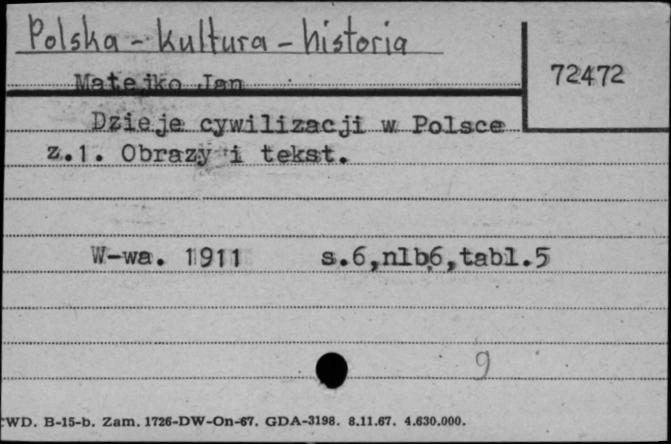 Polska - kultura - historia
72472
Matejko Jan
Dzieje cywilizacji w Polsce
z.1. Obrazy i tekst.
W-wa. 1911 s.6,nlb6,tabl.5
9
CWD. B-15-b. Zam. 1726-DW-On-67. GDA-3198. 8.11.67. 4.630.000.